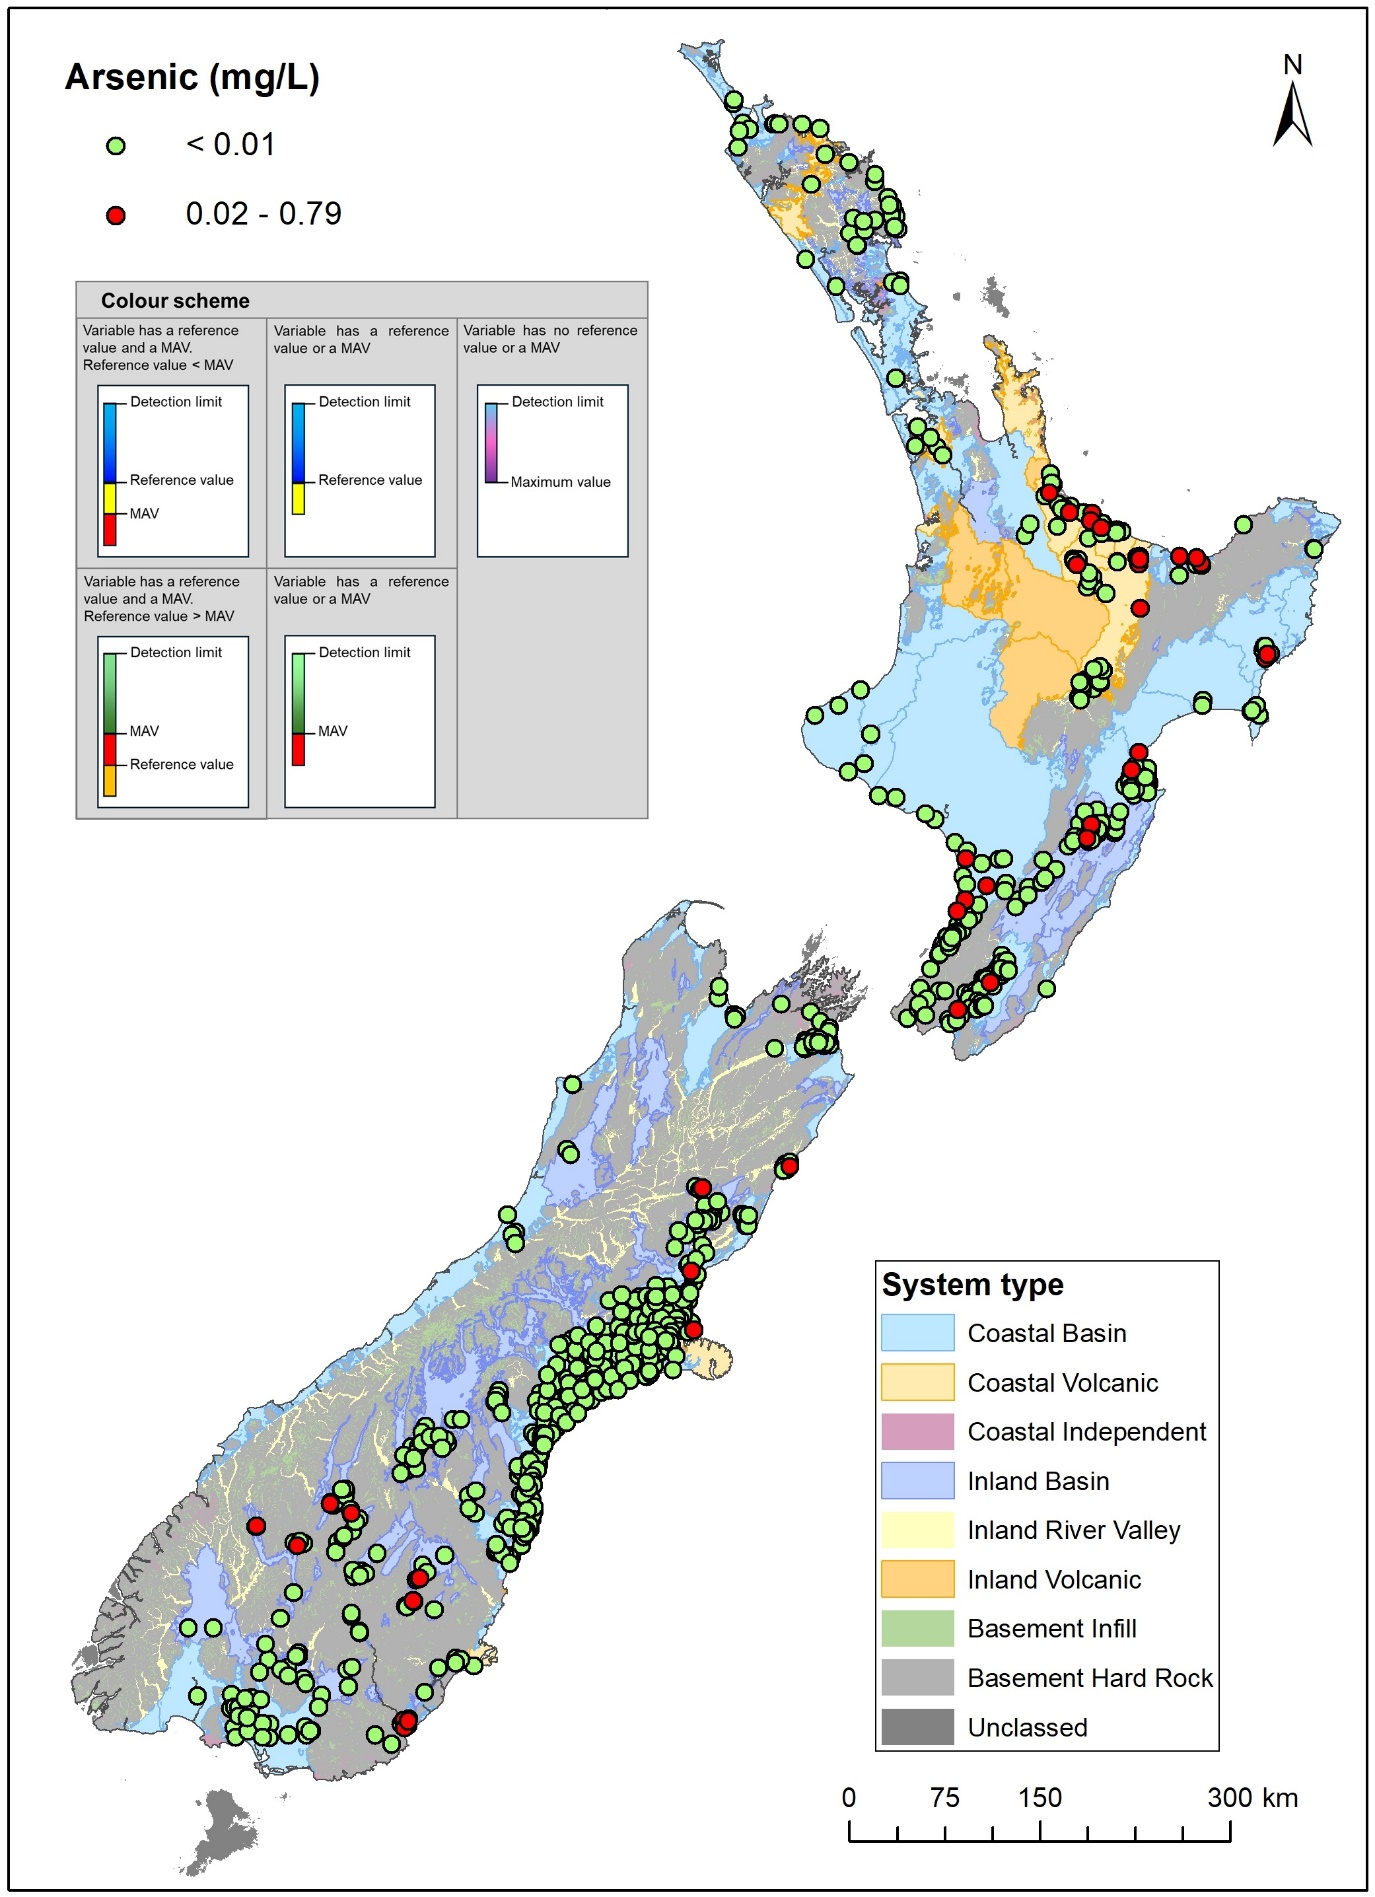 Arsenic (mg/L)
< 0.01
0.02 - 0.79
N
Colour scheme
Variable has a reference
value and a MAV.
Reference value < MAV
Detection limit
Reference value
MAV
Variable has a reference
value or a MAV
Detection limit
Reference value
Variable has no reference
value or a MAV
Detection limit
Maximum value
Variable has a reference
value and a MAV.
Reference value > MAV
Detection limit
MAV
Reference value
Variable has a reference
value or a MAV
Detection limit
MAV
System type
Coastal Basin
Coastal Volcanic
Coastal Independent
Inland Basin
Inland River Valley
Inland Volcanic
Basement Infill
Basement Hard Rock
Unclassed
0 75 150 300 km